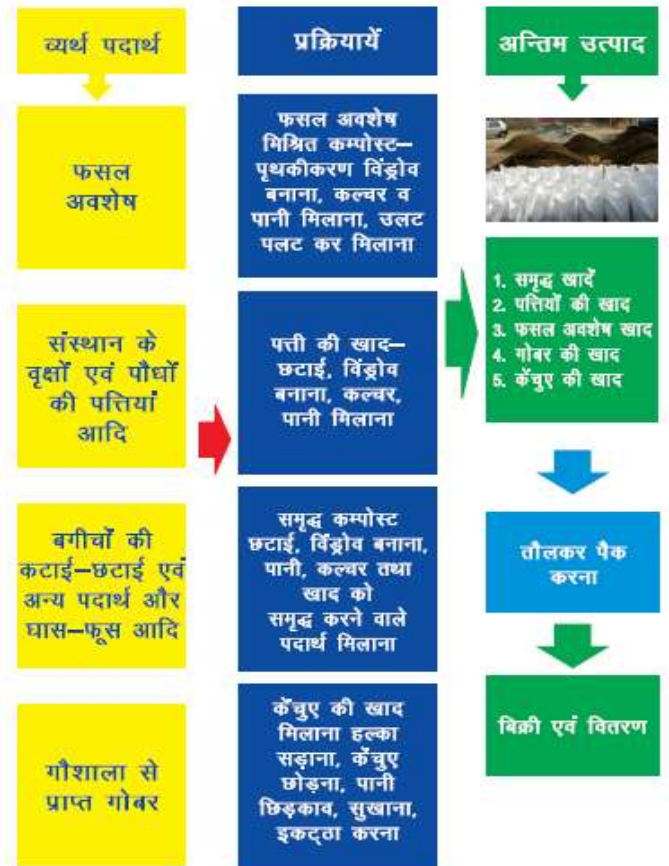 व्यर्थ पदार्थ
फसल
अवशेष
संस्थान के
वृक्षों एवं पौधों
की पत्तियां
आदि
बगीचों की
कटाई–छटाई एवं
अन्य पदार्थ और
घास–फूस आदि
गौशाला से
प्राप्त गोबर
प्रक्रियायें
फसल अवशेष
मिश्रित कम्पोस्ट–
पृथकीकरण विंड्रोव
बनाना, कल्चर व
पानी मिलाना, उलट
पलट कर मिलाना
पत्ती की खाद–
छटाई, विंड्रोव
बनाना, कल्चर,
पानी मिलाना
समृद्ध कम्पोस्ट
छटाई, विंड्रोव बनाना,
पानी, कल्चर तथा
खाद को
समृद्ध करने वाले
पदार्थ मिलाना
केंचुए की खाद
मिलाना हल्का
सड़ाना, केंचुए
छोड़ना, पानी
छिड़काव, सुखाना,
इकट्ठा करना
अन्तिम उत्पाद
1. समृद्ध खादें
2. पत्तियों की खाद
3. फसल अवशेष खाद
4. गोबर की खाद
5. केंचुए की खाद
तौलकर पैक
करना
बिक्री एवं वितरण